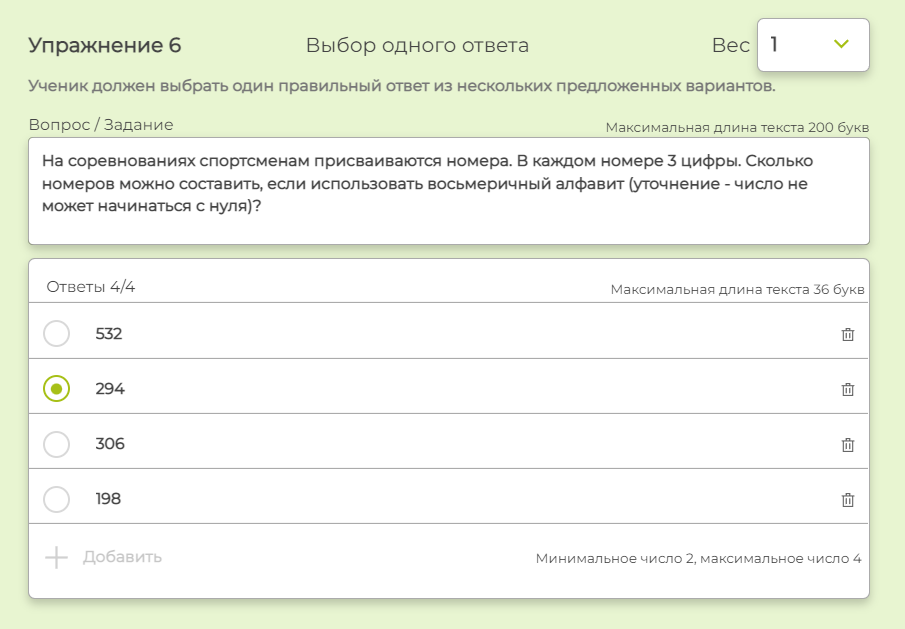 Упражнение 6 Выбор одного ответа Вес 1
Ученик должен выбрать один правильный ответ из нескольких предложенных вариантов.
Вопрос / Задание Максимальная длина текста 200 букв
На соревнованиях спортсменам присваиваются номера. В каждом номере 3 цифры. Сколько
номеров можно составить, если использовать восьмеричный алфавит (уточнение - число не
может начинаться с нуля)?
Ответы 4/4 Максимальная длина текста 36 букв
532
294
306
198
Добавить Минимальное число 2, максимальное число 4